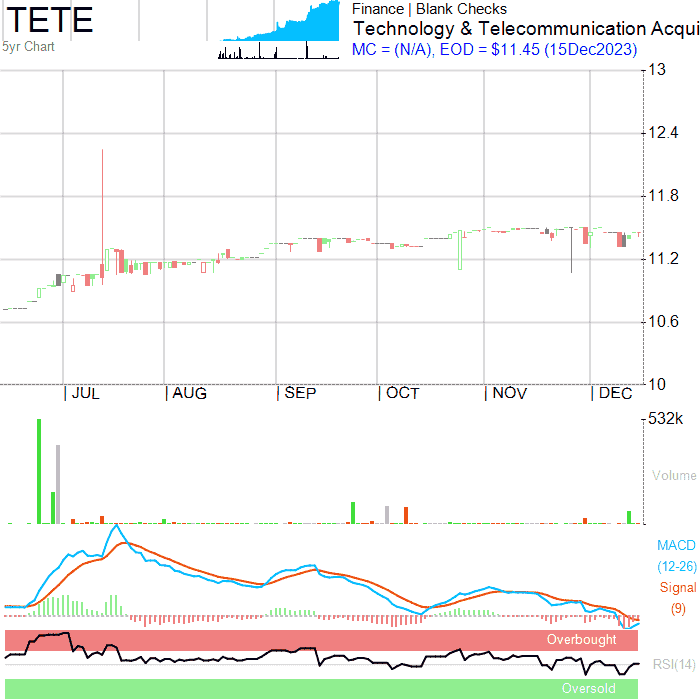 TETE
5yr Chart
Finance | Blank Checks
Technology & Telecommunication Acqui
MC = (N/A), EOD = $11.45 (15Dec2023)
13
12.4
11.8
11.2
10.6
10
| JUL | AUG | SEP | OCT | NOV | DEC
532k
Volume
MACD
(12-26)
Signal
(9)
Overbought
RSI(14)
Oversold